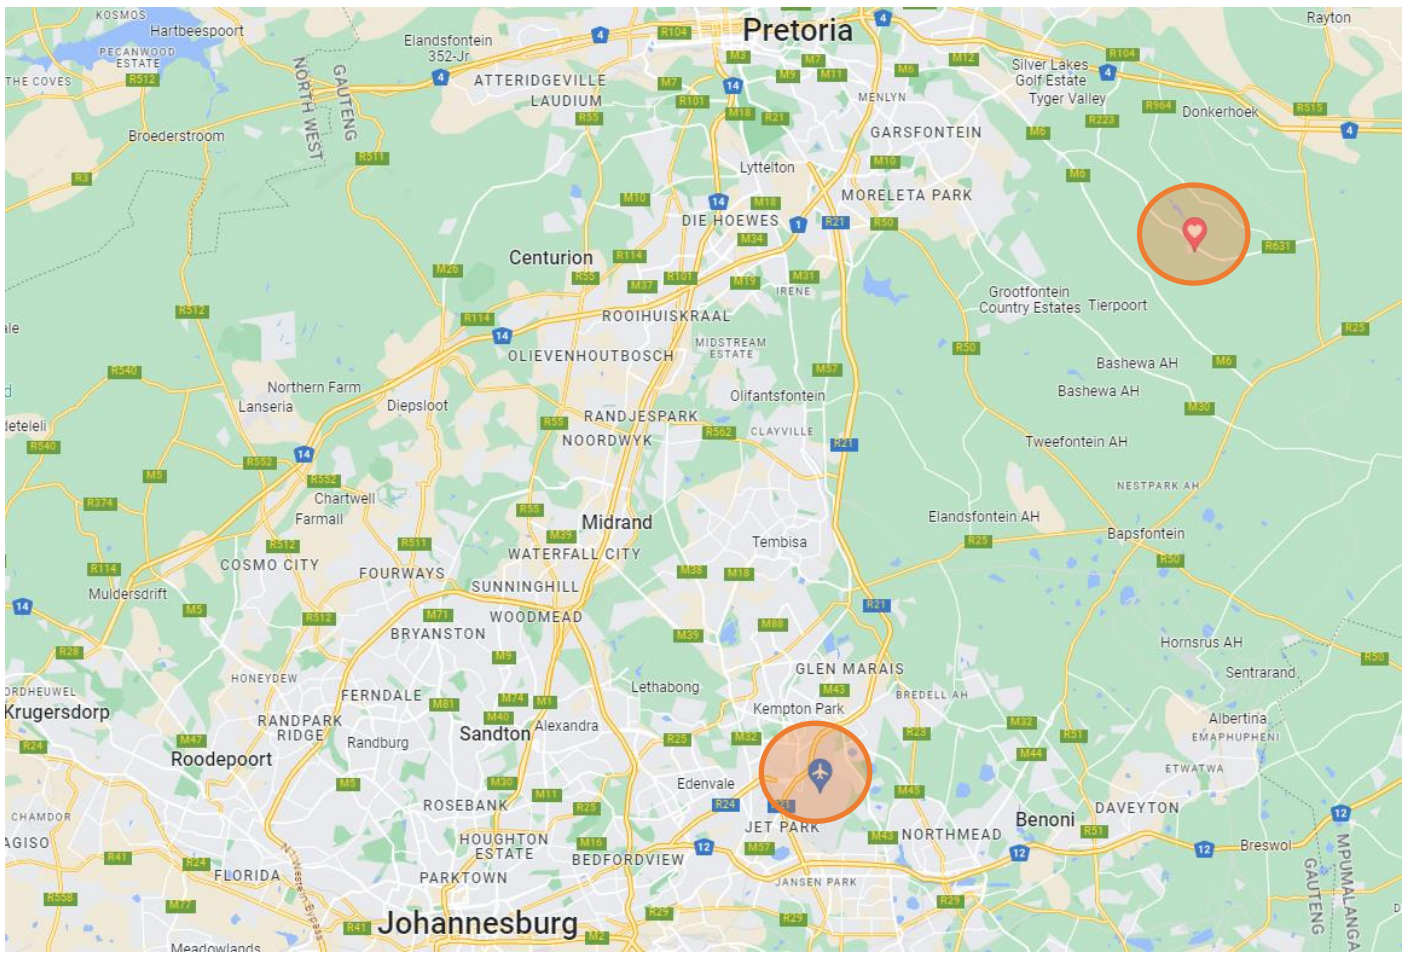 KOSMOS
Hartbeespoort
PECANWOOD
ESTATE
THE COVES
R512
Elandsfontein
352-Jr
4
4
R104
Pretoria
4
Rayton
NORTH WEST
GAUTENG
ATTERIDGEVILLE
LAUDIUM
M7
R101
R55
M3
14
M18
R21
M9
M7
M11
M6
M12
MENLYN
Silver Lakes
Golf Estate
Tyger Valley
4
R104
R964
Donkerhoek
R515
4
R223
M6
Broederstroom
R511
R3
GARSFONTEIN
M10
M6
Lyttelton
M10
14
M18
MORELETA PARK
DIE HOEWES
1
R21
R50
M34
R631
Centurion
R114
R55
M37
R101
M19
M31
IRENE
M26
Grootfontein
Country Estates
Tierpoort
R512
R114
14
ROOIHUISKRAAL
R25
OLIEVENHOUTBOSCH
MIDSTREAM
ESTATE
R50
R540
M57
Bashewa AH
M6
Northern Farm
Lanseria
Diepsloot
Olifantsfontein
Bashewa AH
M30
RANDJESPARK
R55
NOORDWYK
R562
CLAYVILLE
R21
Tweefontein AH
R540
14
R552
R552
M5
NESTPARK AH
Chartwell
Farmall
R374
R55
Midrand
M39
WATERFALL CITY
Elandsfontein AH
R25
Bapsfontein
R50
Tembisa
R512
COSMO CITY
R511
FOURWAYS
R114
Muldersdrift
M38
M18
SUNNINGHILL
14
M5
R512
M71
WOODMEAD
R21
BRYANSTON
M39
M88
R28
M9
Hornsrus AH
R50
HONEYDEW
GLEN MARAIS
Sentrarand
FERNDALE
M81
M74
M1
Lethabong
M43
BREDELL AH
Krugersdorp
RANDPARK
RIDGE
M40
Sandton
Alexandra
Kempton Park
M32
Albertina
EMAPHUPHENI
R24
M47
Roodepoort
Randburg
R25
M32
R23
R51
M44
ETWATWA
M5
M30
M11
Edenvale
M45
ROSEBANK
R25
R24
R21
Benoni
DAVEYTON
12
CHAMDOR
JET PARK
M43
NORTHMEAD
R51
HOUGHTON
ESTATE
M16
12
M57
12
12
Breswol
MPUMALANGA
GAUTENG
R41
R24
FLORIDA
N1 Western Bypass
PARKTOWN
BEDFORDVIEW
JANSEN PARK
R558
M77
R41
Johannesburg
R29
R29
R29
M2
Meadowlands